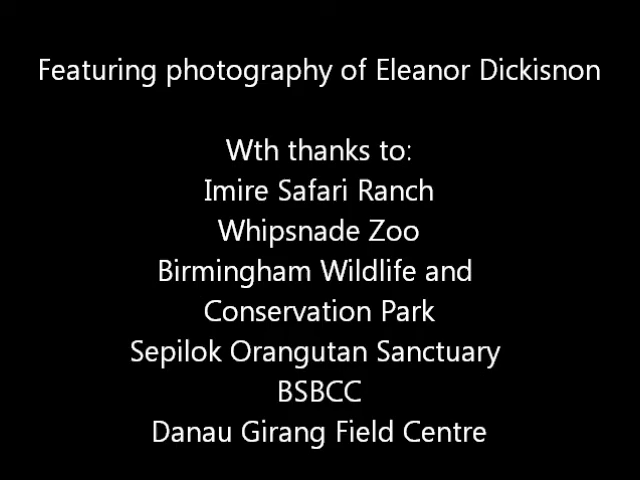 Featuring photography of Eleanor Dickisnon
Wth thanks to:
Imire Safari Ranch
Whipsnade Zoo
Birmingham Wildlife and
Conservation Park
Sepilok Orangutan Sanctuary
BSBCC
Danau Girang Field Centre